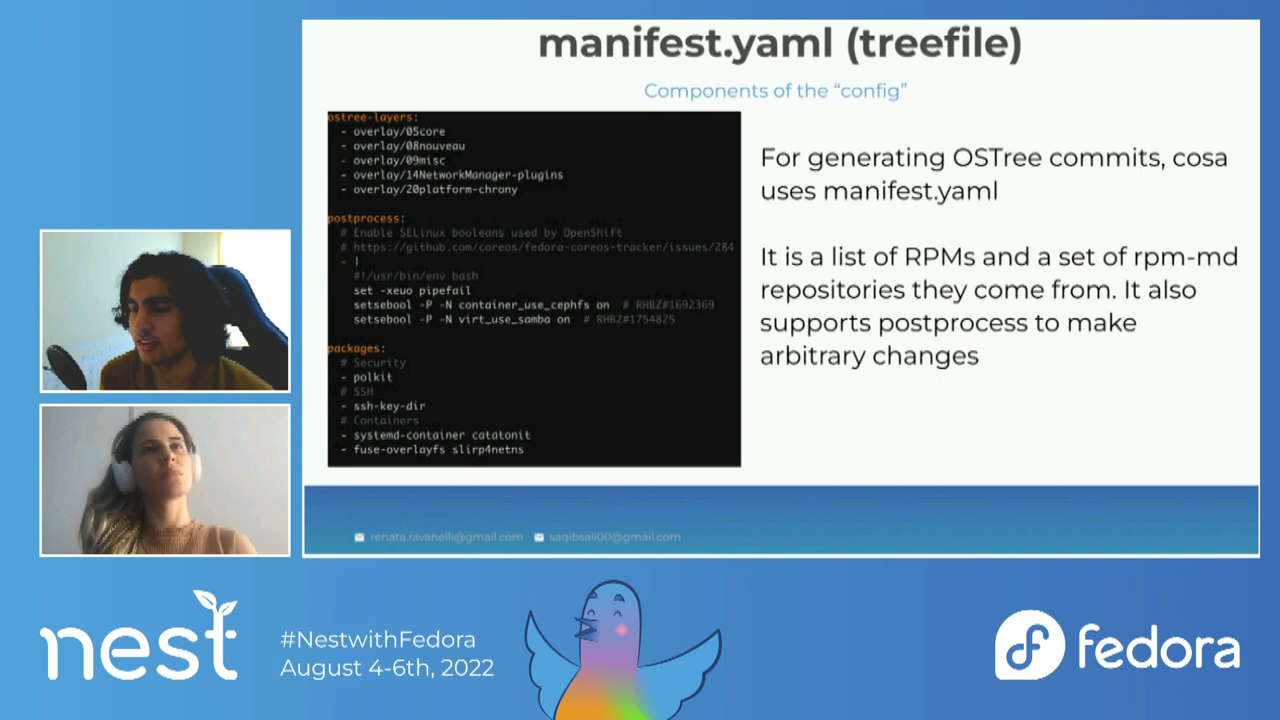 manifest.yaml (treefile)
Components of the “config”
ostree-layers:
- overlay/05core
- overlay/08nouveau
- overlay/09misc
- overlay/14NetworkManager-plugins
- overlay/20platform-chrony
postprocess:
# Enable SELinux booleans used by OpenShift
# https://github.com/coreos/fedora-coreos-tracker/issues/284
- |
#!/usr/bin/env bash
set -xeuo pipefail
setsebool -P -N container_use_cephfs on # RHBZ#1692369
setsebool -P -N virt_use_samba on # RHBZ#1754825
packages:
# Security
- polkit
# SSH
- ssh-key-dir
# Containers
- systemd-container catatonit
- fuse-overlayfs slirp4netns
For generating OSTree commits, cosa
uses manifest.yaml
It is a list of RPMs and a set of rpm-md
repositories they come from. It also
supports postprocess to make
arbitrary changes
renata.ravanelli@gmail.com saqibsali00@gmail.com
nest
#NestwithFedora
August 4-6th, 2022
fedora